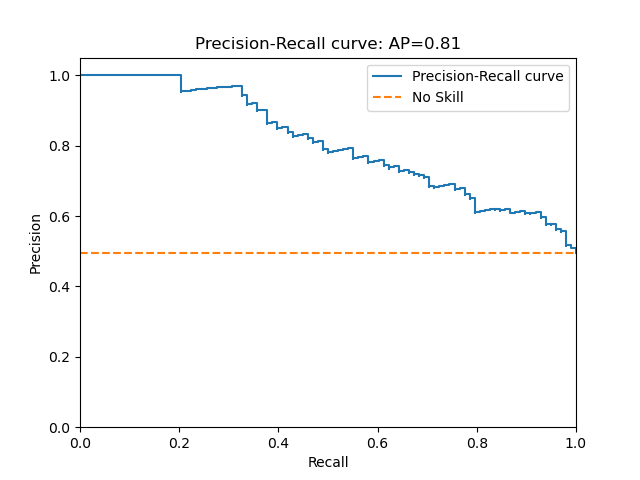 Precision-Recall curve: AP=0.81
1.0
0.8
0.6
0.4
0.2
0.0
Precision
Precision-Recall curve
No Skill
0.0 0.2 0.4 0.6 0.8 1.0
Recall